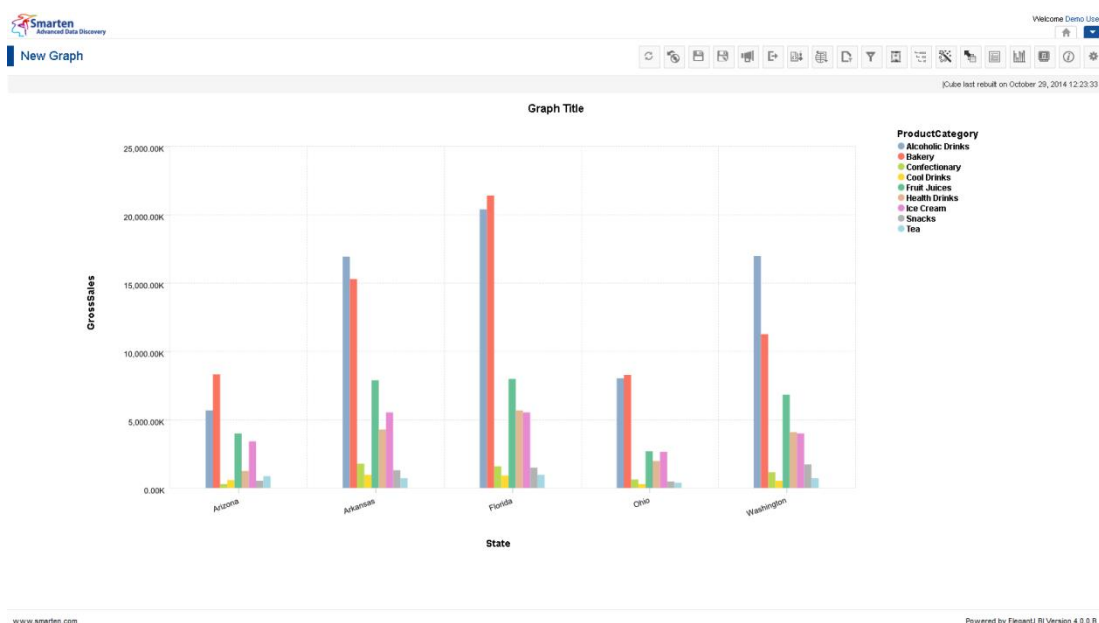 Smarten
Advanced Data Discovery
Welcome Demo Use
New Graph
|Cube last rebuilt on October 29, 2014 12:23:33
Graph Title
ProductCategory
Alcoholic Drinks
Bakery
Confectionary
Cool Drinks
Fruit Juices
Health Drinks
Ice Cream
Snacks
Tea
GrossSales
25,000.00K
20,000.00K
15,000.00K
10,000.00K
5,000.00K
0.00K
Arizona
Arkansas
Florida
Ohio
Washington
State
www.smarten.com
Powered by ElegantJ BI Version 4.0.0 B